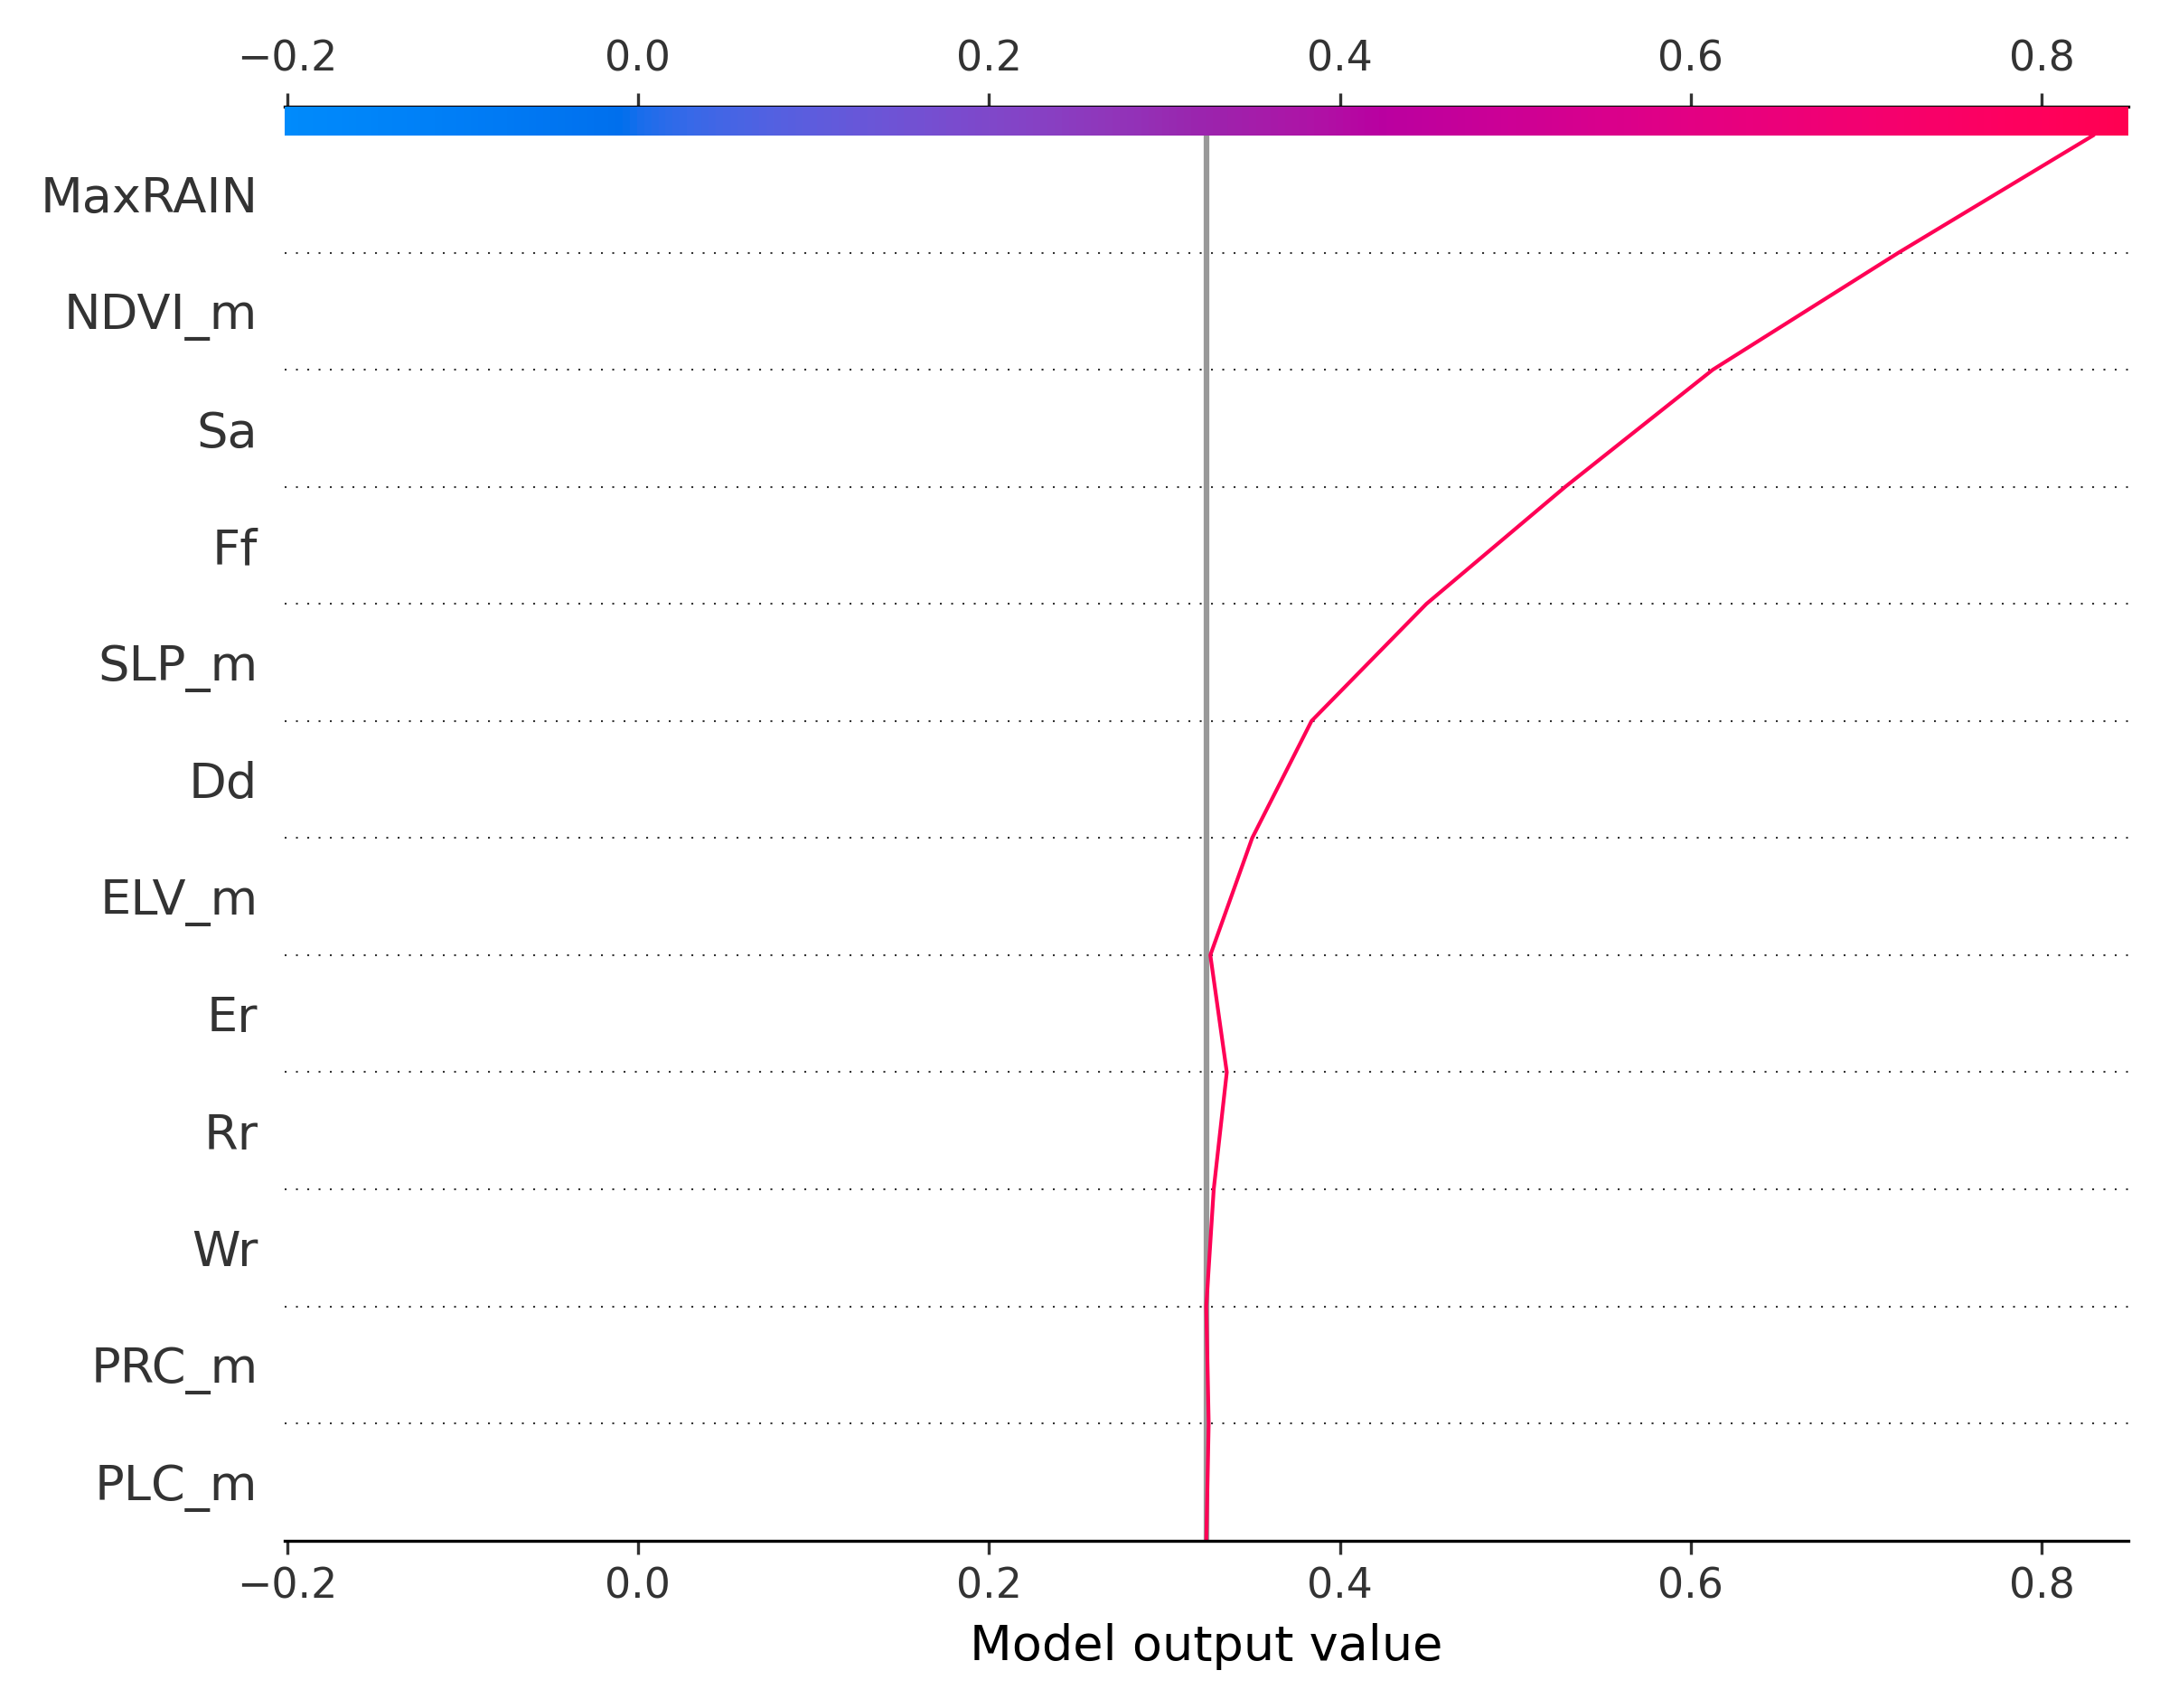 −0.2 0.0 0.2 0.4 0.6 0.8
MaxRAIN
NDVI_m
Sa
Ff
SLP_m
Dd
ELV_m
Er
Rr
Wr
PRC_m
PLC_m
−0.2 0.0 0.2 0.4 0.6 0.8
Model output value